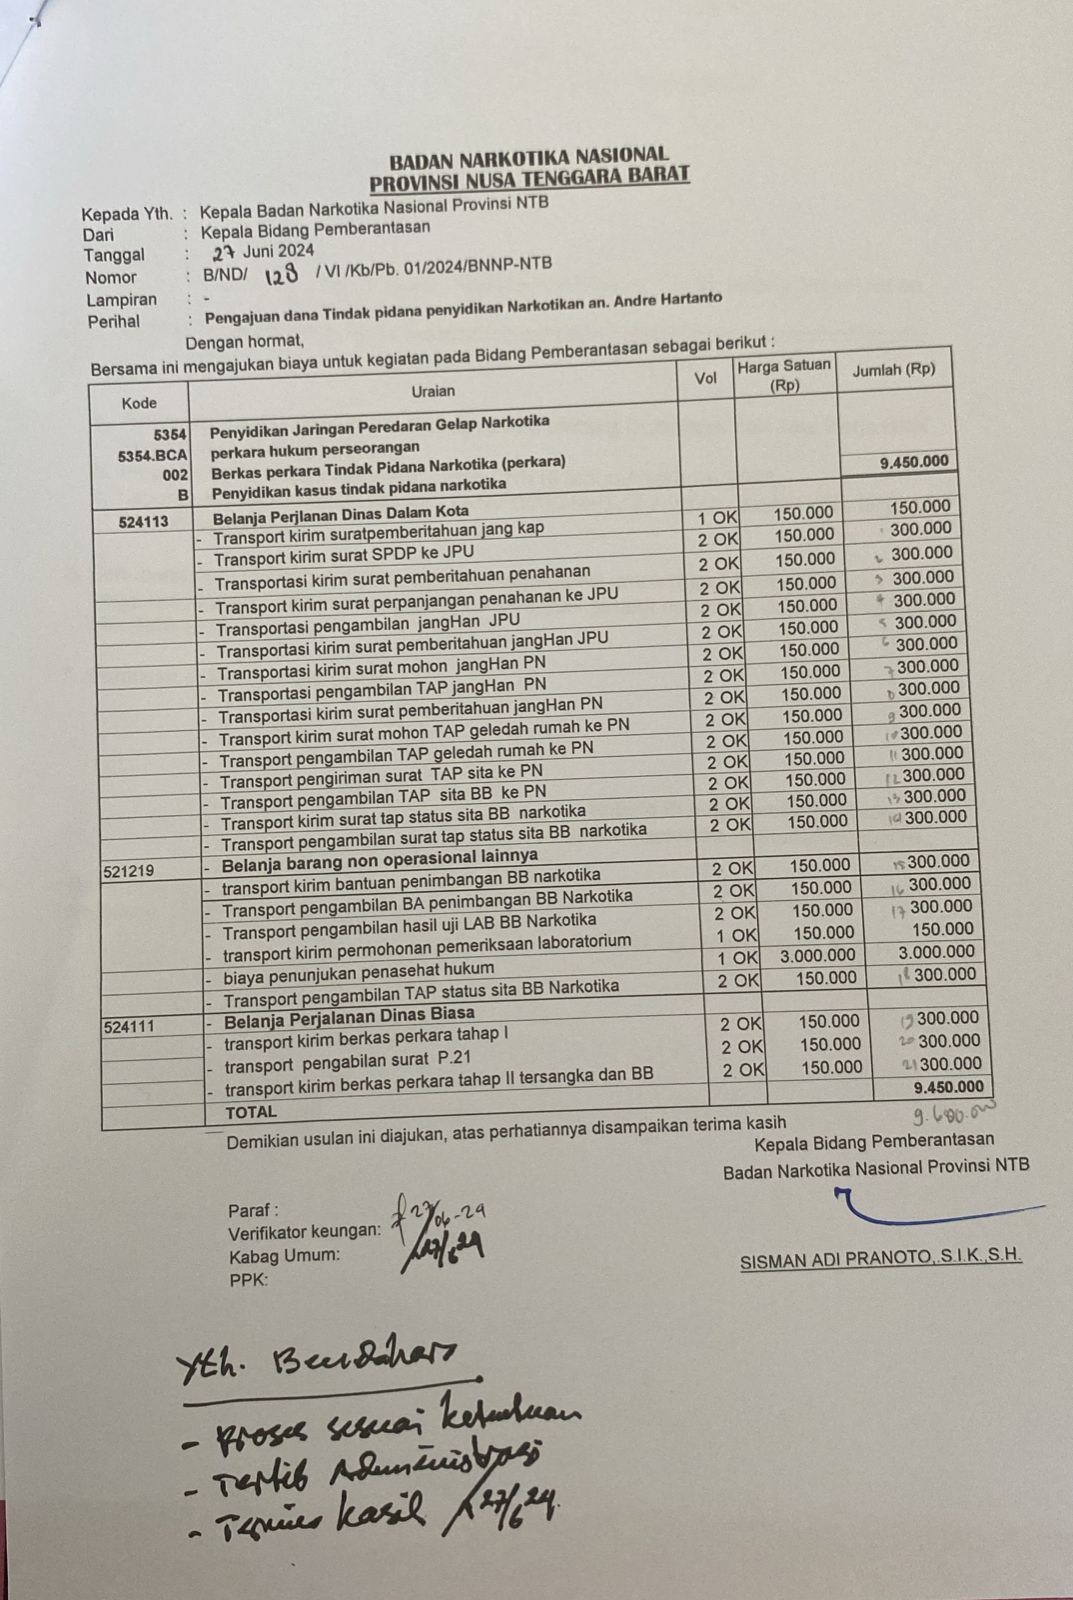 BADAN NARKOTIKA NASIONAL
PROVINSI NUSA TENGGARA BARAT
Kepada Yth. : Kepala Badan Narkotika Nasional Provinsi NTB
Dari : Kepala Bidang Pemberantasan
Tanggal : 27 Juni 2024
Nomor : B/ND/ 128 / VI /Kb/Pb. 01/2024/BNNP-NTB
Lampiran : -
Perihal : Pengajuan dana Tindak pidana penyidikan Narkotikan an. Andre Hartanto
Dengan hormat,
Bersama ini mengajukan biaya untuk kegiatan pada Bidang Pemberantasan sebagai berikut :
Kode Uraian Vol Harga Satuan (Rp) Jumlah (Rp)
5354 Penyidikan Jaringan Peredaran Gelap Narkotika
5354.BCA perkara hukum perseorangan
002 Berkas perkara Tindak Pidana Narkotika (perkara) 9.450.000
B Penyidikan kasus tindak pidana narkotika
524113 Belanja Perjlanan Dinas Dalam Kota
- Transport kirim suratpemberitahuan jang kap 1 OK 150.000 150.000
- Transport kirim surat SPDP ke JPU 2 OK 150.000 300.000
- Transportasi kirim surat pemberitahuan penahanan 2 OK 150.000 2 300.000
- Transport kirim surat perpanjangan penahanan ke JPU 2 OK 150.000 3 300.000
- Transportasi pengambilan jangHan JPU 2 OK 150.000 4 300.000
- Transportasi kirim surat pemberitahuan jangHan JPU 2 OK 150.000 5 300.000
- Transportasi kirim surat mohon jangHan PN 2 OK 150.000 6 300.000
- Transportasi pengambilan TAP jangHan PN 2 OK 150.000 7 300.000
- Transportasi kirim surat pemberitahuan jangHan PN 2 OK 150.000 8 300.000
- Transport kirim surat mohon TAP geledah rumah ke PN 2 OK 150.000 9 300.000
- Transport pengambilan TAP geledah rumah ke PN 2 OK 150.000 10 300.000
- Transport pengiriman surat TAP sita ke PN 2 OK 150.000 11 300.000
- Transport pengambilan TAP sita BB ke PN 2 OK 150.000 12 300.000
- Transport kirim surat tap status sita BB narkotika 2 OK 150.000 13 300.000
- Transport pengambilan surat tap status sita BB narkotika 2 OK 150.000 14 300.000
521219 - Belanja barang non operasional lainnya
- transport kirim bantuan penimbangan BB narkotika 2 OK 150.000 15 300.000
- Transport pengambilan BA penimbangan BB Narkotika 2 OK 150.000 16 300.000
- Transport pengambilan hasil uji LAB BB Narkotika 2 OK 150.000 17 300.000
- transport kirim permohonan pemeriksaan laboratorium 1 OK 150.000 150.000
- biaya penunjukan penasehat hukum 1 OK 3.000.000 3.000.000
- Transport pengambilan TAP status sita BB Narkotika 2 OK 150.000 18 300.000
524111 - Belanja Perjalanan Dinas Biasa
- transport kirim berkas perkara tahap I 2 OK 150.000 19 300.000
- transport pengabilan surat P.21 2 OK 150.000 20 300.000
- transport kirim berkas perkara tahap II tersangka dan BB 2 OK 150.000 21 300.000
TOTAL 9.450.000
9.600.000
Demikian usulan ini diajukan, atas perhatiannya disampaikan terima kasih
Kepala Bidang Pemberantasan
Badan Narkotika Nasional Provinsi NTB
Paraf :
Verifikator keungan: 27/06-24
Kabag Umum: 27/6 24
PPK:
SISMAN ADI PRANOTO,.S.I.K.,S.H.
Yth. Bendahara
- Proses sesuai ketentuan
- Tertib Administrasi
- Terima kasih 27/6 24.